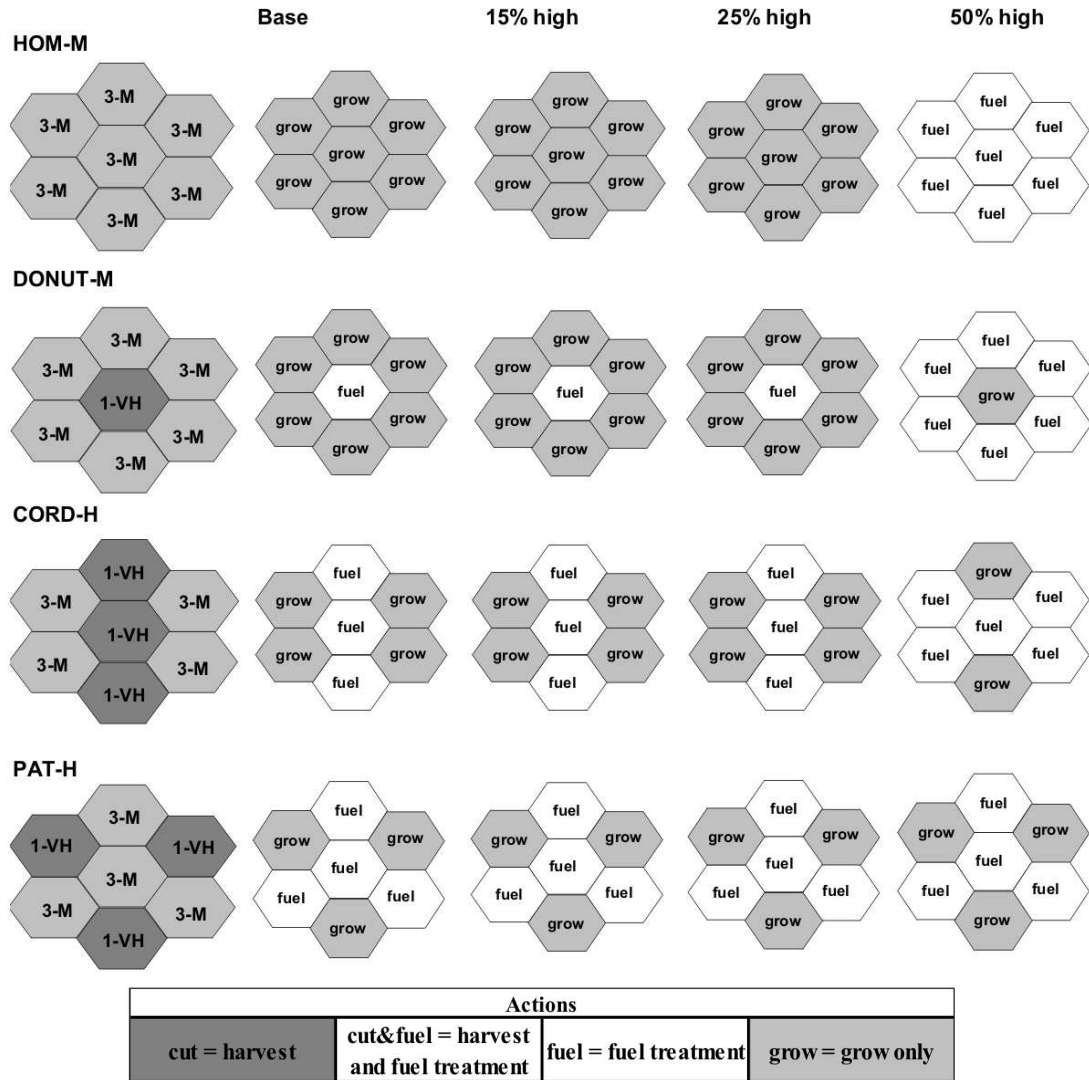 Base 15% high 25% high 50% high
HOM-M
3-M grow grow grow fuel
3-M 3-M grow grow grow grow grow grow fuel fuel
3-M grow grow grow fuel
3-M 3-M grow grow grow grow grow grow fuel fuel
3-M grow grow grow fuel
DONUT-M
3-M grow grow grow fuel
3-M 3-M grow grow grow grow grow grow fuel fuel
1-VH fuel fuel fuel grow
3-M 3-M grow grow grow grow grow grow fuel fuel
3-M grow grow grow fuel
CORD-H
1-VH fuel fuel fuel grow
3-M 3-M grow grow grow grow grow grow fuel fuel
1-VH fuel fuel fuel fuel
3-M 3-M grow grow grow grow grow grow fuel fuel
1-VH fuel fuel fuel grow
PAT-H
3-M fuel fuel fuel fuel
1-VH 1-VH grow grow grow grow grow grow grow grow
3-M fuel fuel fuel fuel
3-M 3-M fuel fuel fuel fuel fuel fuel fuel fuel
1-VH grow grow grow grow
Actions
cut = harvest
cut&fuel = harvest
and fuel treatment
fuel = fuel treatment
grow = grow only